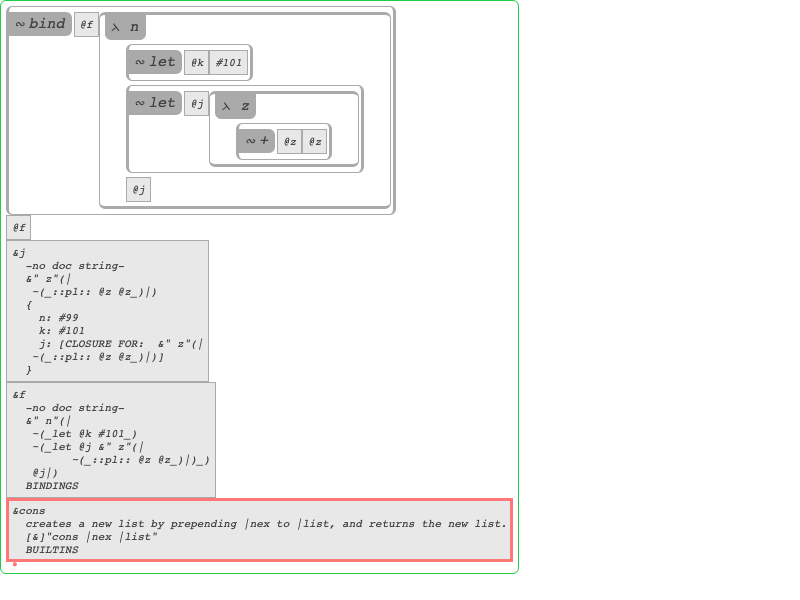 ~ bind @f λ n
~ let @k #101
~ let @j λ z
~ + @z @z
@j
@f
&j
-no doc string-
&" z"(|
~(_::pl:: @z @z_)|)
{
n: #99
k: #101
j: [CLOSURE FOR:  &" z"(|
~(_::pl:: @z @z_)|)]
}
&f
-no doc string-
&" n"(|
~(_let @k #101_)
~(_let @j &" z"(|
~(_::pl:: @z @z_)|)_)
@j|)
BINDINGS
&cons
creates a new list by prepending |nex to |list, and returns the new list.
[&]"cons |nex |list"
BUILTINS